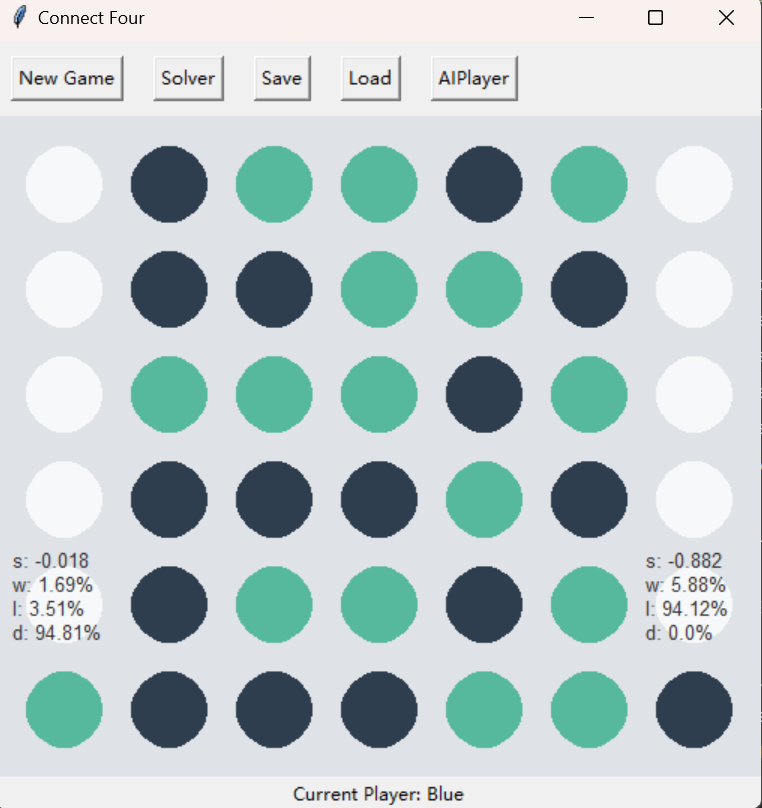 Connect Four
New Game Solver Save Load AIPlayer
s: -0.018
w: 1.69%
l: 3.51%
d: 94.81%
s: -0.882
w: 5.88%
l: 94.12%
d: 0.0%
Current Player: Blue